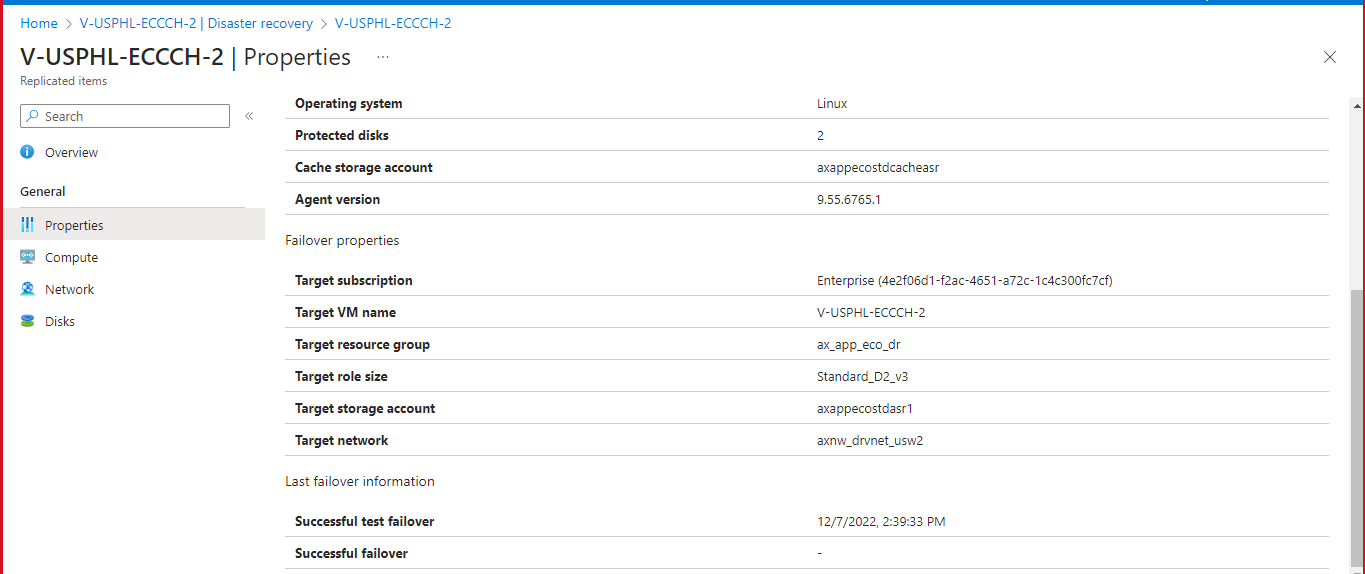 Home > V-USPHL-ECCCH-2 | Disaster recovery > V-USPHL-ECCCH-2
V-USPHL-ECCCH-2 | Properties ...
Replicated items
Search «
Overview
General
Properties
Compute
Network
Disks
Operating system Linux
Protected disks 2
Cache storage account axappecostdcacheasr
Agent version 9.55.6765.1
Failover properties
Target subscription Enterprise (4e2f06d1-f2ac-4651-a72c-1c4c300fc7cf)
Target VM name V-USPHL-ECCCH-2
Target resource group ax_app_eco_dr
Target role size Standard_D2_v3
Target storage account axappecostdasr1
Target network axnw_drvnet_usw2
Last failover information
Successful test failover 12/7/2022, 2:39:33 PM
Successful failover -